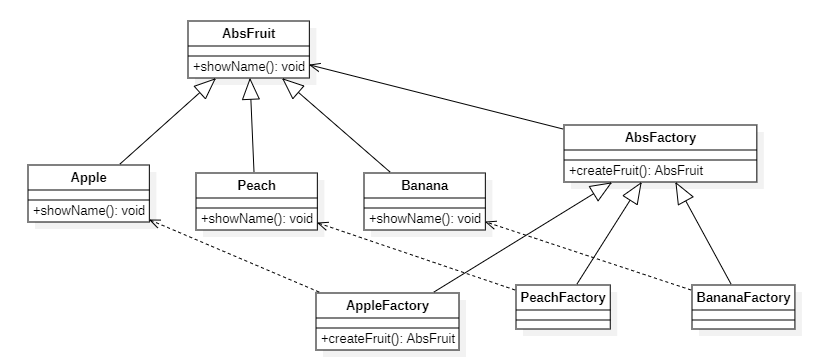 AbsFruit
+showName(): void
AbsFactory
+createFruit(): AbsFruit
Apple
+showName(): void
Peach
+showName(): void
Banana
+showName(): void
AppleFactory
+createFruit(): AbsFruit
PeachFactory
BananaFactory